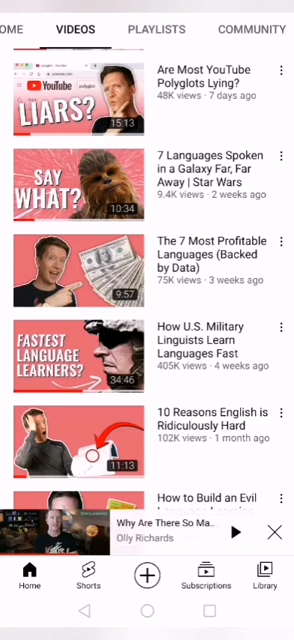 OME VIDEOS PLAYLISTS COMMUNITY
YouTube
LIARS?
15:13
Are Most YouTube
Polyglots Lying?
48K views · 7 days ago
SAY
WHAT?
10:34
7 Languages Spoken
in a Galaxy Far, Far
Away | Star Wars
9.4K views · 2 weeks ago
9:57
The 7 Most Profitable
Languages (Backed
by Data)
75K views · 3 weeks ago
FASTEST
LANGUAGE
LEARNERS?
34:46
How U.S. Military
Linguists Learn
Languages Fast
405K views · 4 weeks ago
11:13
10 Reasons English is
Ridiculously Hard
102K views · 1 month ago
How to Build an Evil
Why Are There So Ma...
Olly Richards
Home Shorts Subscriptions Library